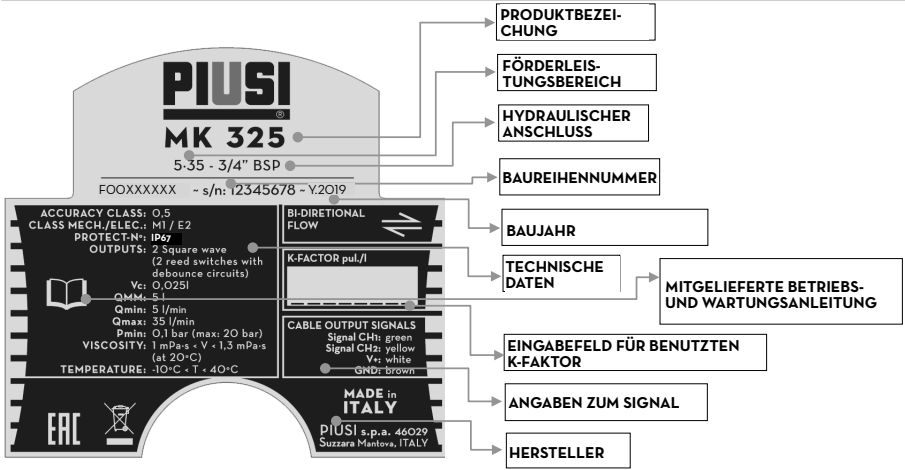 PRODUKTBEZEI-
CHUNG
FÖRDERLEIS-
TUNGSBEREICH
HYDRAULISCHER
ANSCHLUSS
BAUREIHENNUMMER
BAUJAHR
TECHNISCHE
DATEN
MITGELIEFERTE BETRIEBS-
UND WARTUNGSANLEITUNG
EINGABEFELD FÜR BENUTZTEN
K-FAKTOR
ANGABEN ZUM SIGNAL
HERSTELLER
PIUSI
®
MK 325
5·35 - 3/4" BSP
FOOXXXXXX ~ s/n: 12345678 ~ Y.2019
ACCURACY CLASS: 0,5
CLASS MECH./ELEC.: M1 / E2
PROTECT-N°: IP67
OUTPUTS: 2 Square wave
(2 reed switches with
debounce circuits)
Vc: 0,025l
QMM: 5 l
Qmin: 5 l/min
Qmax: 35 l/min
Pmin: 0,1 bar (max: 20 bar)
VISCOSITY: 1 mPa·s < V < 1,3 mPa·s
(at 20°C)
TEMPERATURE: -10°C < T < 40°C
BI-DIRETIONAL
FLOW
K-FACTOR pul./l
CABLE OUTPUT SIGNALS
Signal CH1: green
Signal CH2: yellow
V+: white
GND: brown
EAC
MADE in
ITALY
PIUSI s.p.a. 46029
Suzzara Mantova, ITALY